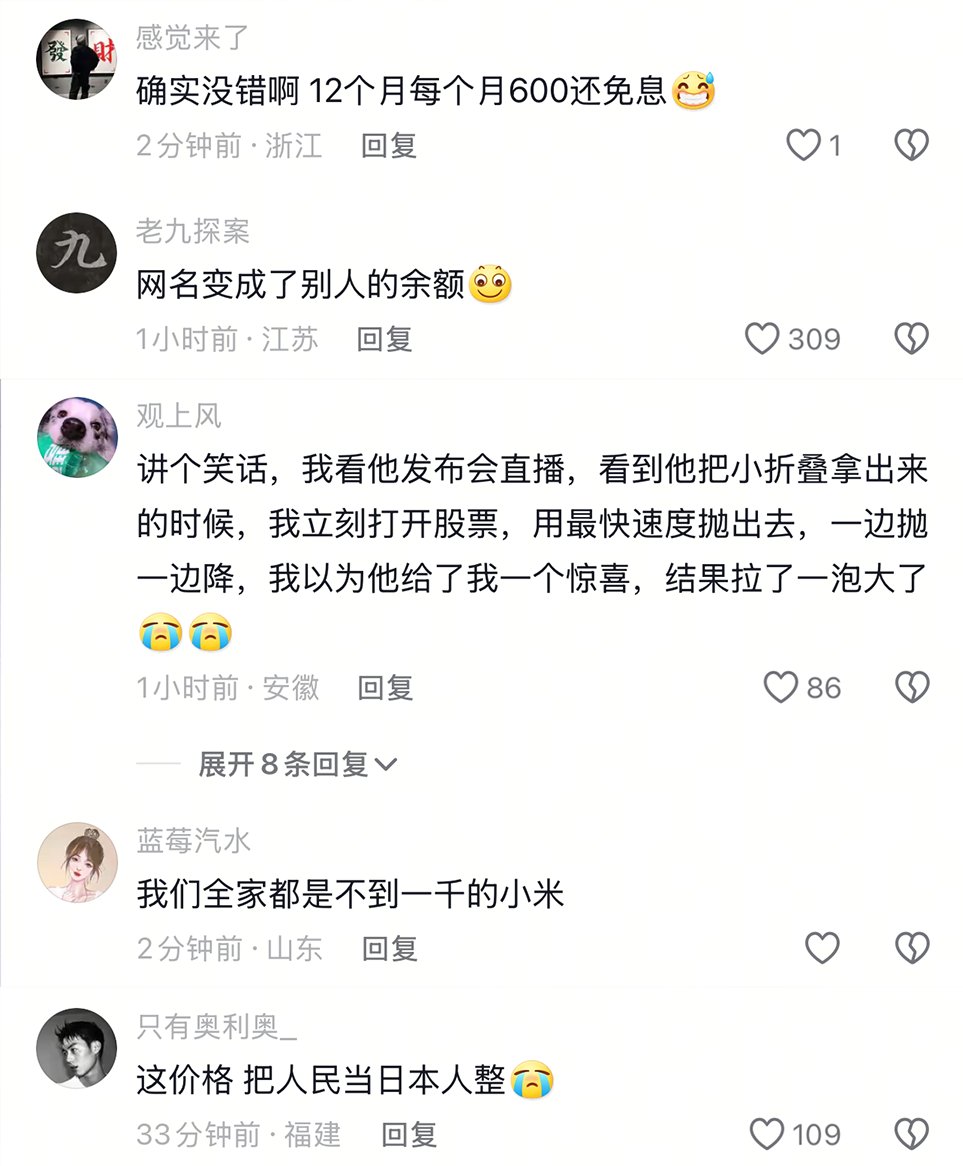 發 財
感觉来了
确实没错啊 12个月每个月600还免息😅
2分钟前 · 浙江 回复 1
九
老九探案
网名变成了别人的余额
1小时前 · 江苏 回复 309
观上风
讲个笑话，我看他发布会直播，看到他把小折叠拿出来
的时候，我立刻打开股票，用最快速度抛出去，一边抛
一边降，我以为他给了我一个惊喜，结果拉了一泡大了
😭😭
1小时前 · 安徽 回复 86
展开8条回复
蓝莓汽水
我们全家都是不到一千的小米
2分钟前 · 山东 回复
只有奥利奥_
这价格 把人民当日本人整😭
33分钟前 · 福建 回复 109